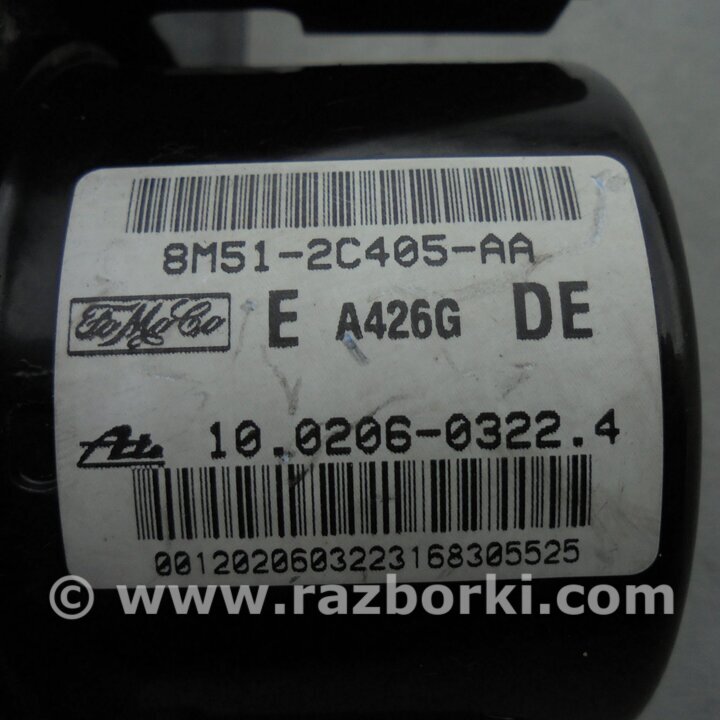 8M51-2C405-AA
FoMoCo E A426G DE
Ate 10.0206-0322.4
00120206032231683055​25
© www.razborki.com